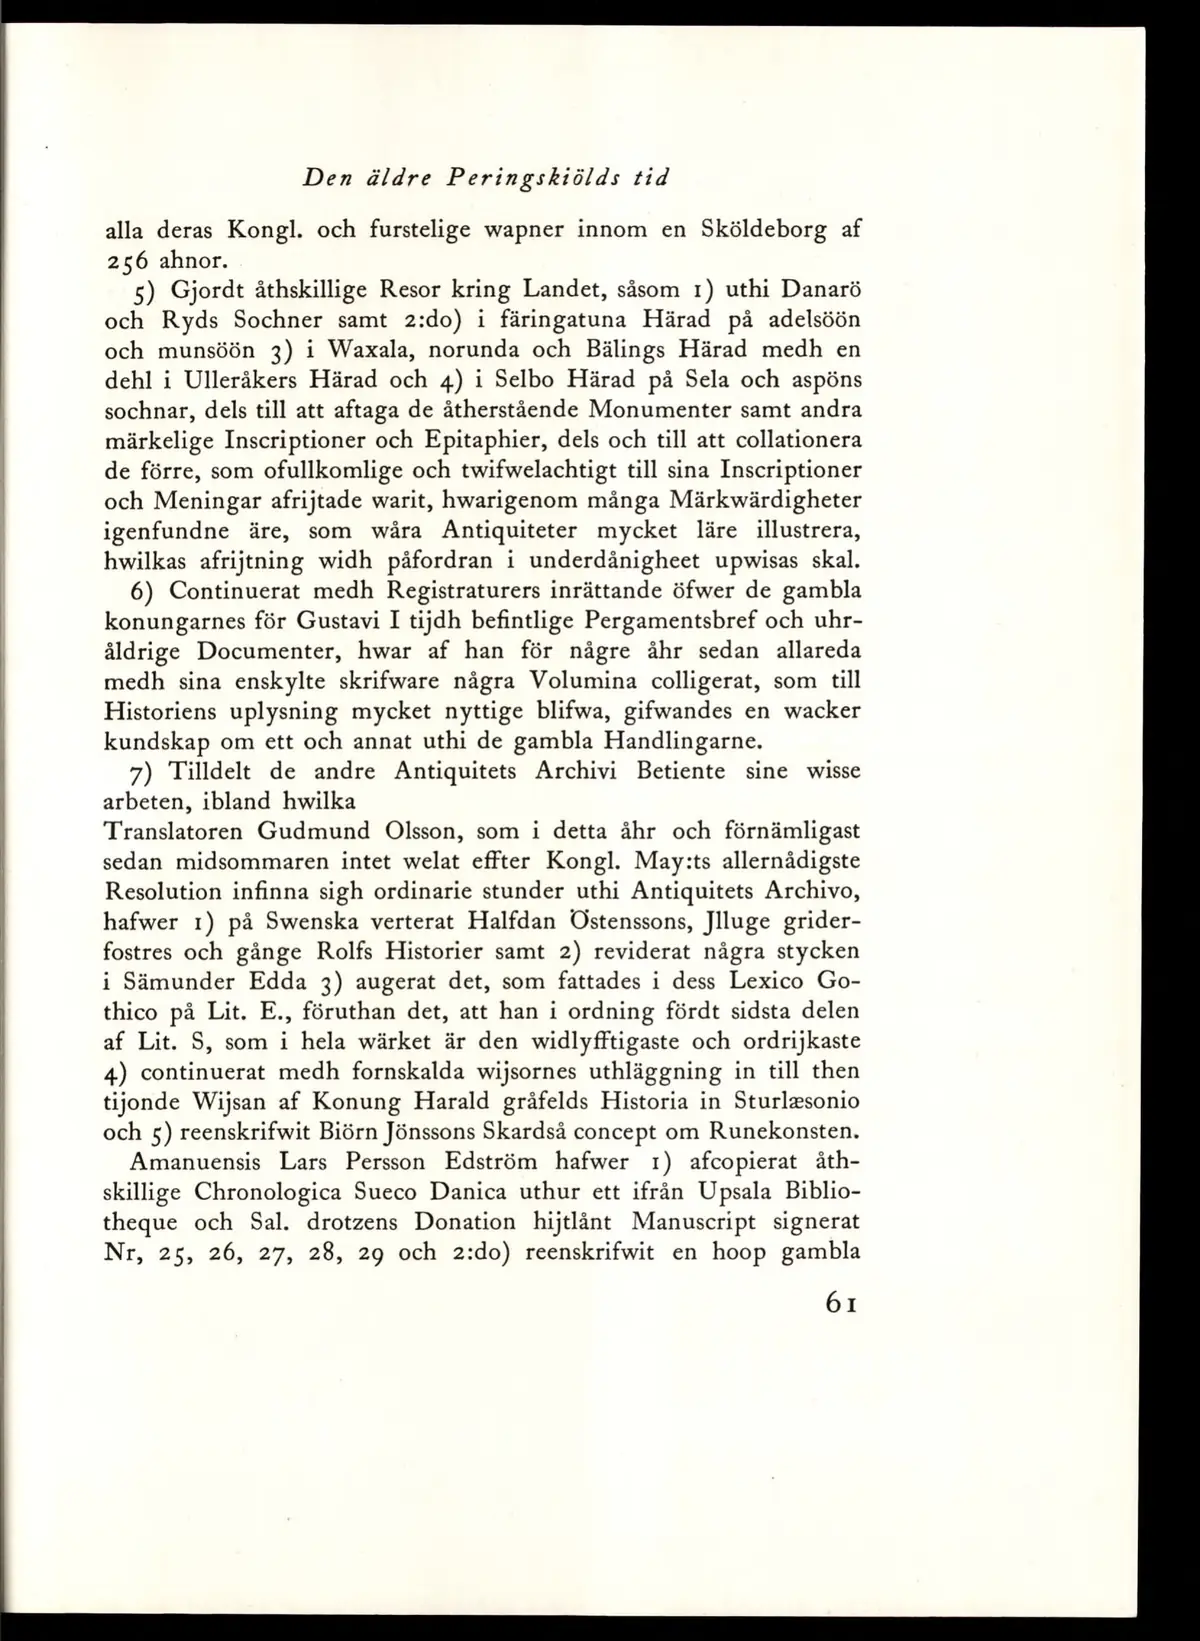 Den äldre Peringskiölds tid
alla deras Kongl. och furstelige wapner innom en Sköldeborg af
256 ahnor.
5) Gjordt åthskillige Resor kring Landet, såsom 1) uthi Danarö
och Ryds Sochner samt 2:do) i färingatuna Härad på adelsöön
och munsöön 3) i Waxala, norunda och Bälings Härad medh en
dehl i Ulleråkers Härad och 4) i Selbo Härad på Sela och aspöns
sochnar, dels till att aftaga de åtherstående Monumenter samt andra
märkelige Inscriptioner och Epitaphier, dels och till att collationera
de förre, som ofullkomlige och twifwelachtigt till sina Inscriptioner
och Meningar afrijtade warit, hwarigenom många Märkwärdigheter
igenfundne äre, som wåra Antiquiteter mycket läre illustrera,
hwilkas afrijtning widh påfordran i underdånigheet upwisas skal.
6) Continuerat medh Registraturers inrättande öfwer de gambla
konungarnes för Gustavi I tijdh befintlige Pergamentsbref och uhr-
åldrige Documenter, hwar af han för någre åhr sedan allareda
medh sina enskylte skrifware några Volumina colligerat, som till
Historiens uplysning mycket nyttige blifwa, gifwandes en wacker
kundskap om ett och annat uthi de gambla Handlingarne.
7) Tilldelt de andre Antiquitets Archivi Betiente sine wisse
arbeten, ibland hwilka
Translatoren Gudmund Olsson, som i detta åhr och förnämligast
sedan midsommaren intet welat effter Kongl. May:ts allernådigste
Resolution infinna sigh ordinarie stunder uthi Antiquitets Archivo,
hafwer 1) på Swenska verterat Halfdan Östenssons, Jlluge grider-
fostres och gånge Rolfs Historier samt 2) reviderat några stycken
i Sämunder Edda 3) augerat det, som fattades i dess Lexico Go-
thico på Lit. E., föruthan det, att han i ordning fördt sidsta delen
af Lit. S, som i hela wärket är den widlyfftigaste och ordrijkaste
4) continuerat medh fornskalda wijsornes uthläggning in till then
tijonde Wijsan af Konung Harald gråfelds Historia in Sturlæsonio
och 5) reenskrifwit Biörn Jönssons Skardså concept om Runekonsten.
Amanuensis Lars Persson Edström hafwer 1) afcopierat åth-
skillige Chronologica Sueco Danica uthur ett ifrån Upsala Biblio-
theque och Sal. drotzens Donation hijtlånt Manuscript signerat
Nr, 25, 26, 27, 28, 29 och 2:do) reenskrifwit en hoop gambla
61